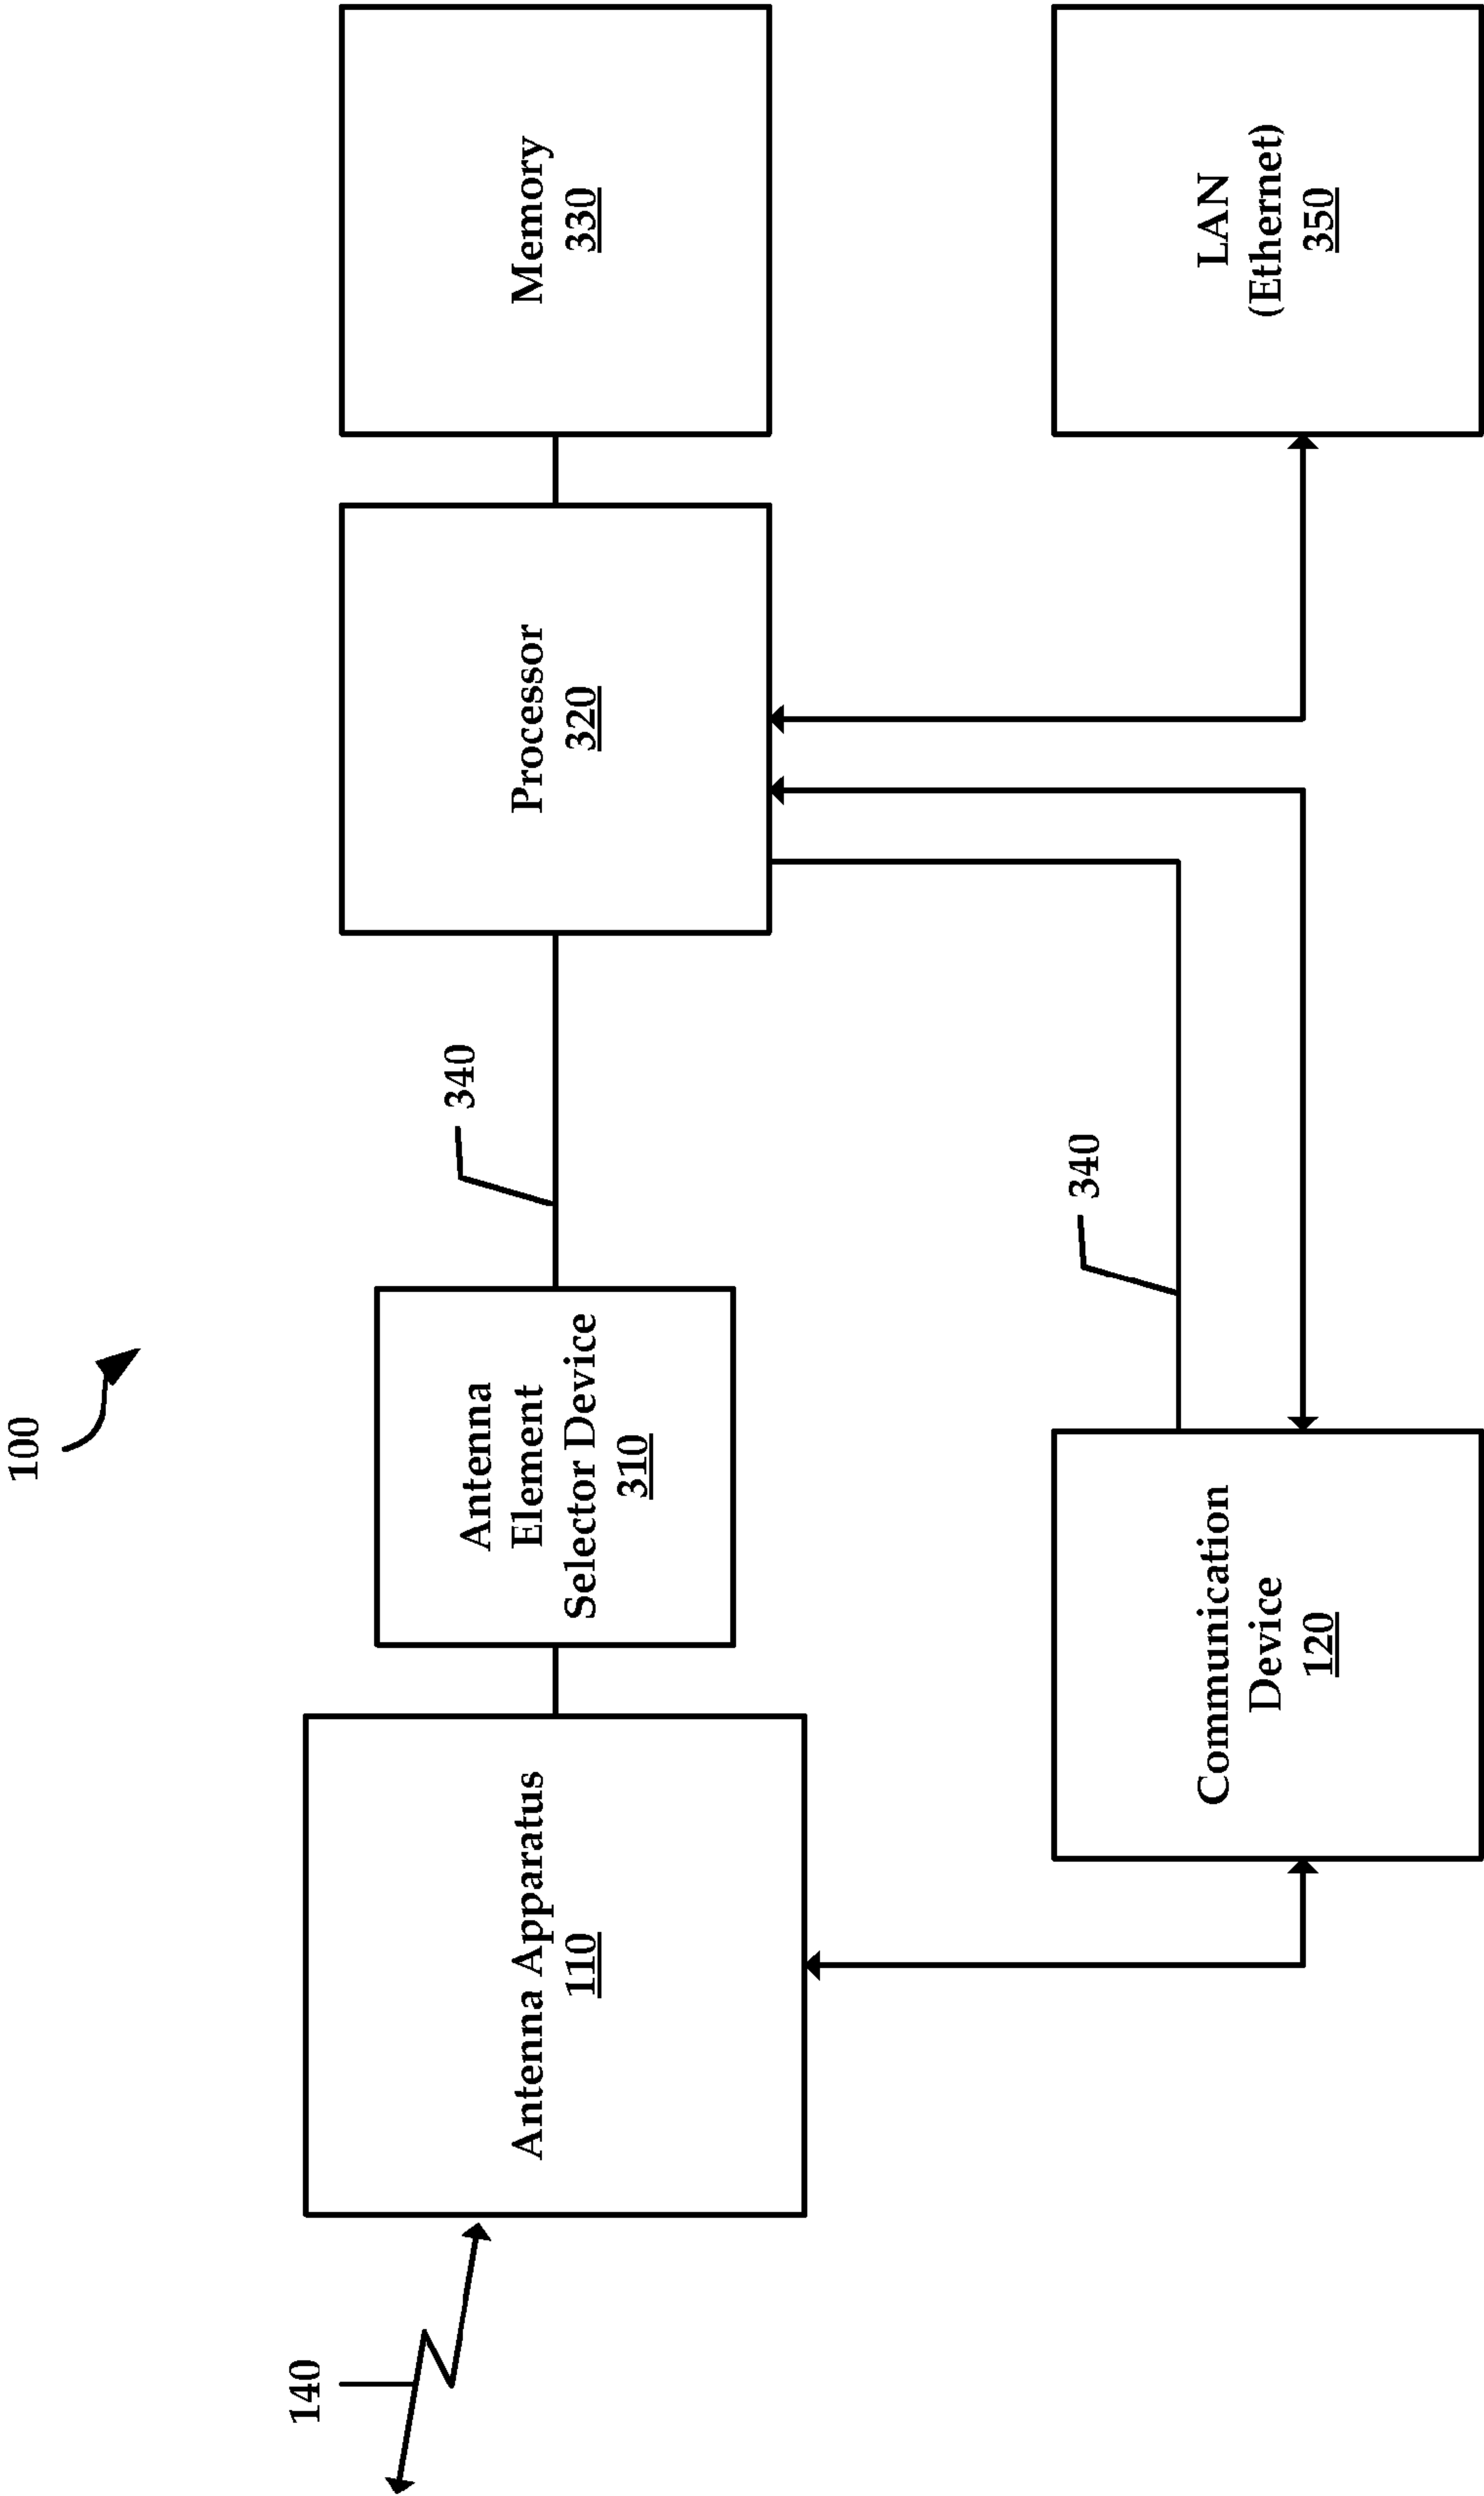 100
140
Antenna Apparatus
110
Antenna
Element
Selector Device
310
340
Processor
320
Memory
330
Communication
Device
120
340
LAN
(Ethernet)
350